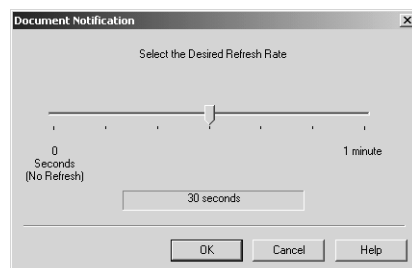 Document Notification
Select the Desired Refresh Rate
0
Seconds
(No Refresh)
1 minute
30 seconds
OK
Cancel
Help